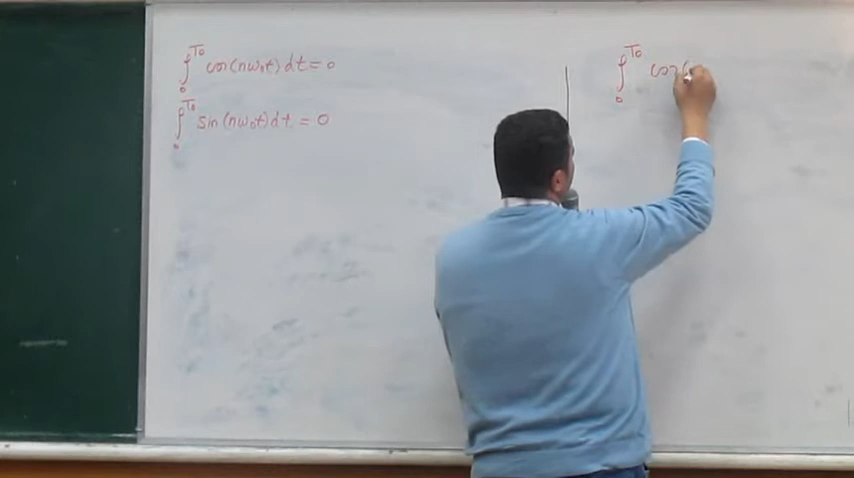 ∫₀^T₀ cos(nω₀t) dt = 0
∫₀^T₀ sin(nω₀t) dt = 0
∫₀^T₀ cos(